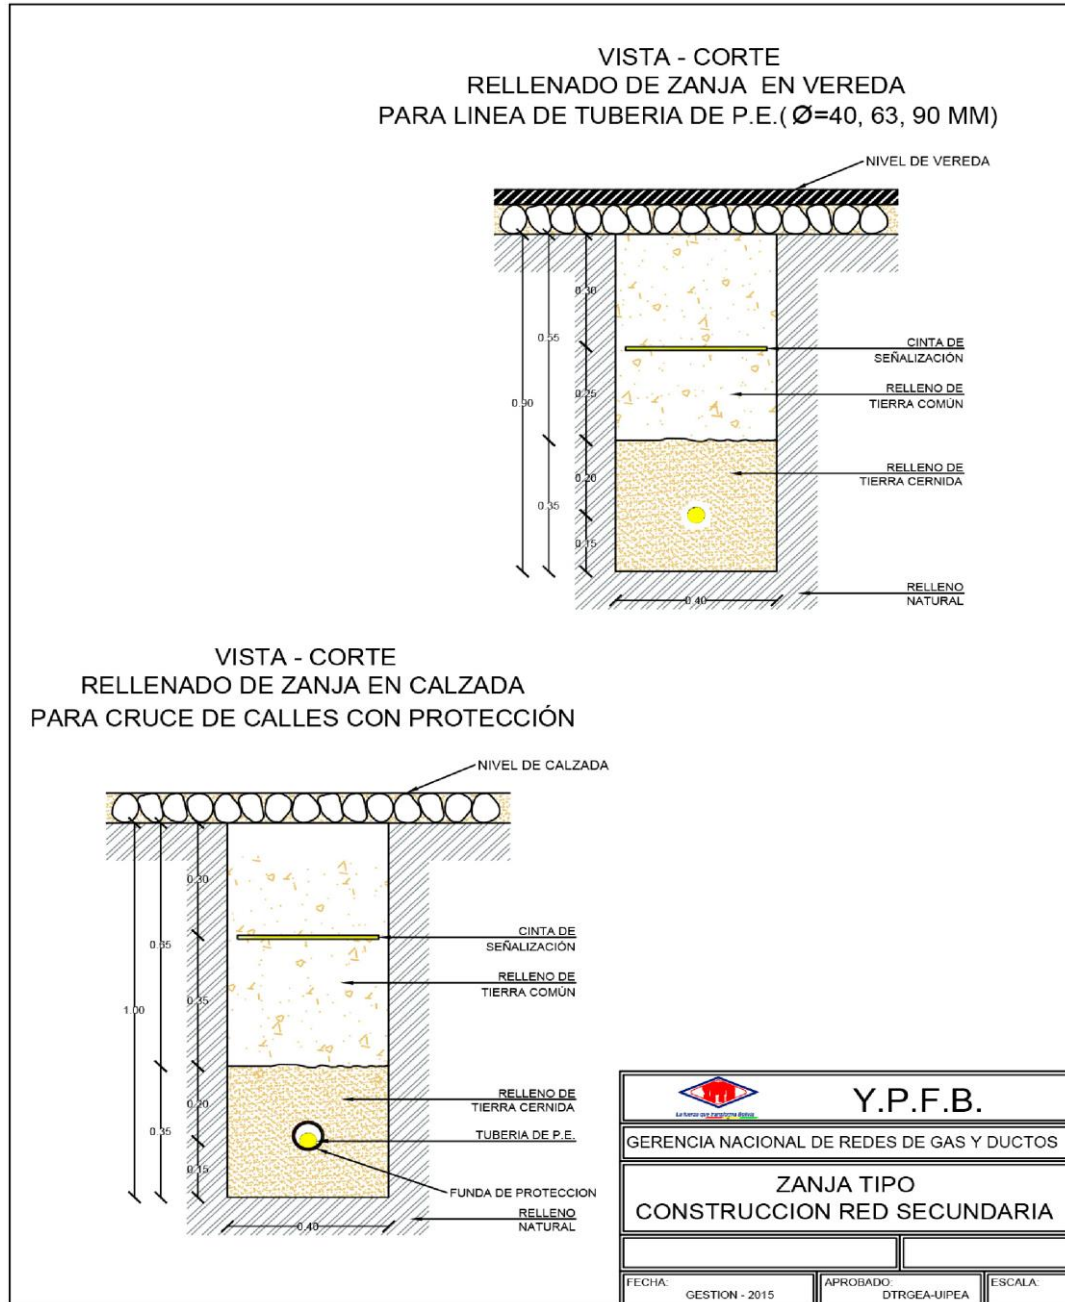 VISTA - CORTE
RELLENADO DE ZANJA EN VEREDA
PARA LINEA DE TUBERIA DE P.E.( Ø=40, 63, 90 MM)
NIVEL DE VEREDA
0.30
0.55
CINTA DE
SEÑALIZACIÓN
0.25
0.90
RELLENO DE
TIERRA COMÚN
0.20
RELLENO DE
TIERRA CERNIDA
0.35
0.15
RELLENO
NATURAL
0.40
VISTA - CORTE
RELLENADO DE ZANJA EN CALZADA
PARA CRUCE DE CALLES CON PROTECCIÓN
NIVEL DE CALZADA
0.30
CINTA DE
SEÑALIZACIÓN
RELLENO DE
TIERRA COMÚN
0.35
1.00
0.20
RELLENO DE
TIERRA CERNIDA
0.35
TUBERIA DE P.E.
0.15
FUNDA DE PROTECCION
RELLENO
NATURAL
0.40
La fuerza que transforma Bolivia
Y.P.F.B.
GERENCIA NACIONAL DE REDES DE GAS Y DUCTOS
ZANJA TIPO
CONSTRUCCION RED SECUNDARIA
FECHA:
GESTION - 2015
APROBADO:
DTRGEA-UIPEA
ESCALA: